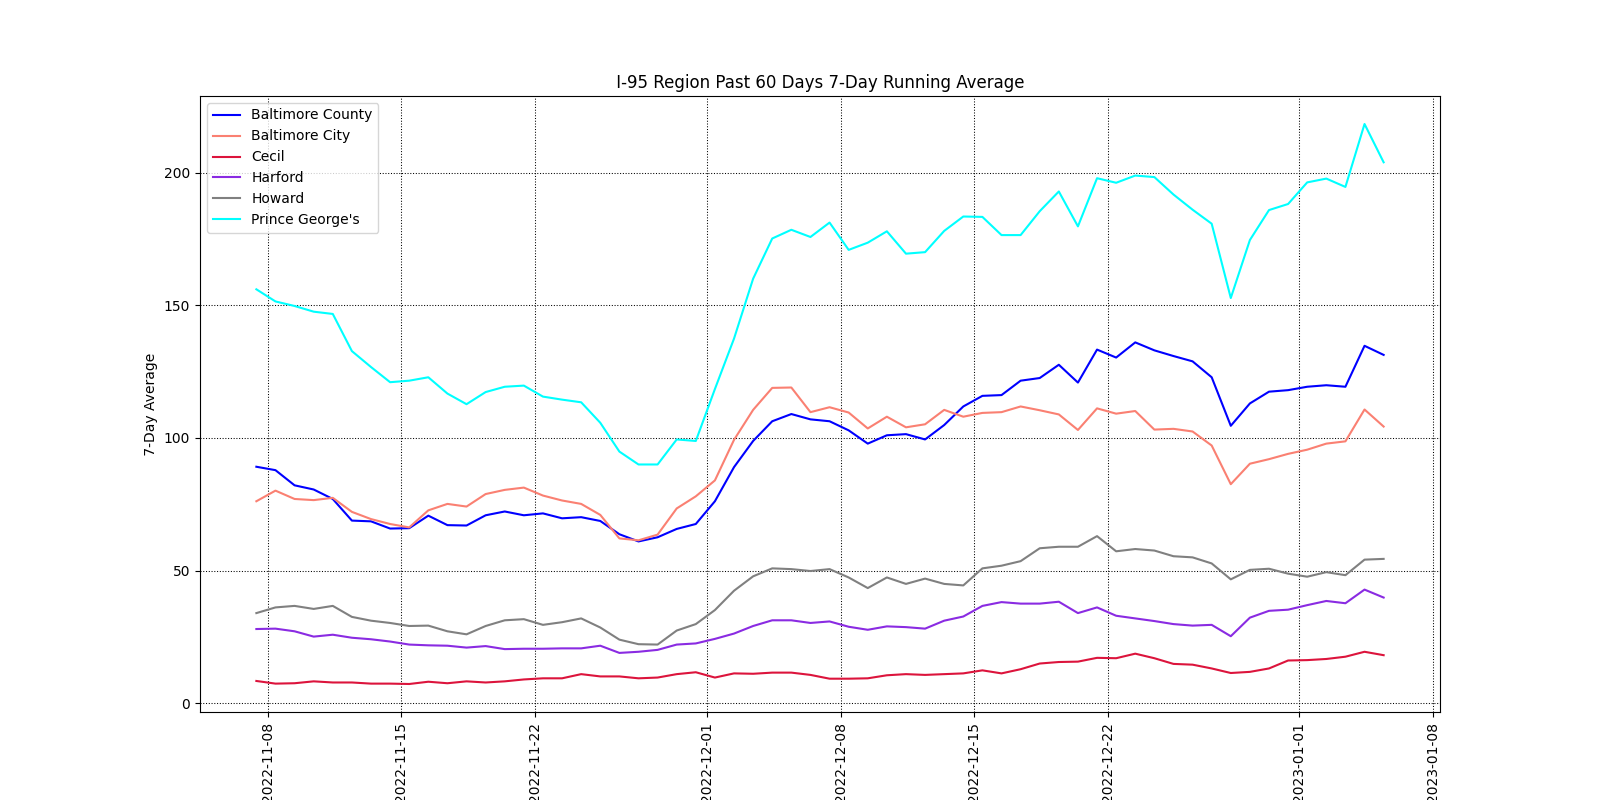 I-95 Region Past 60 Days 7-Day Running Average
Baltimore County
Baltimore City
Cecil
Harford
Howard
Prince George's
7-Day Average
200
150
100
50
0
2022-11-08
2022-11-15
2022-11-22
2022-12-01
2022-12-08
2022-12-15
2022-12-22
2023-01-01
2023-01-08